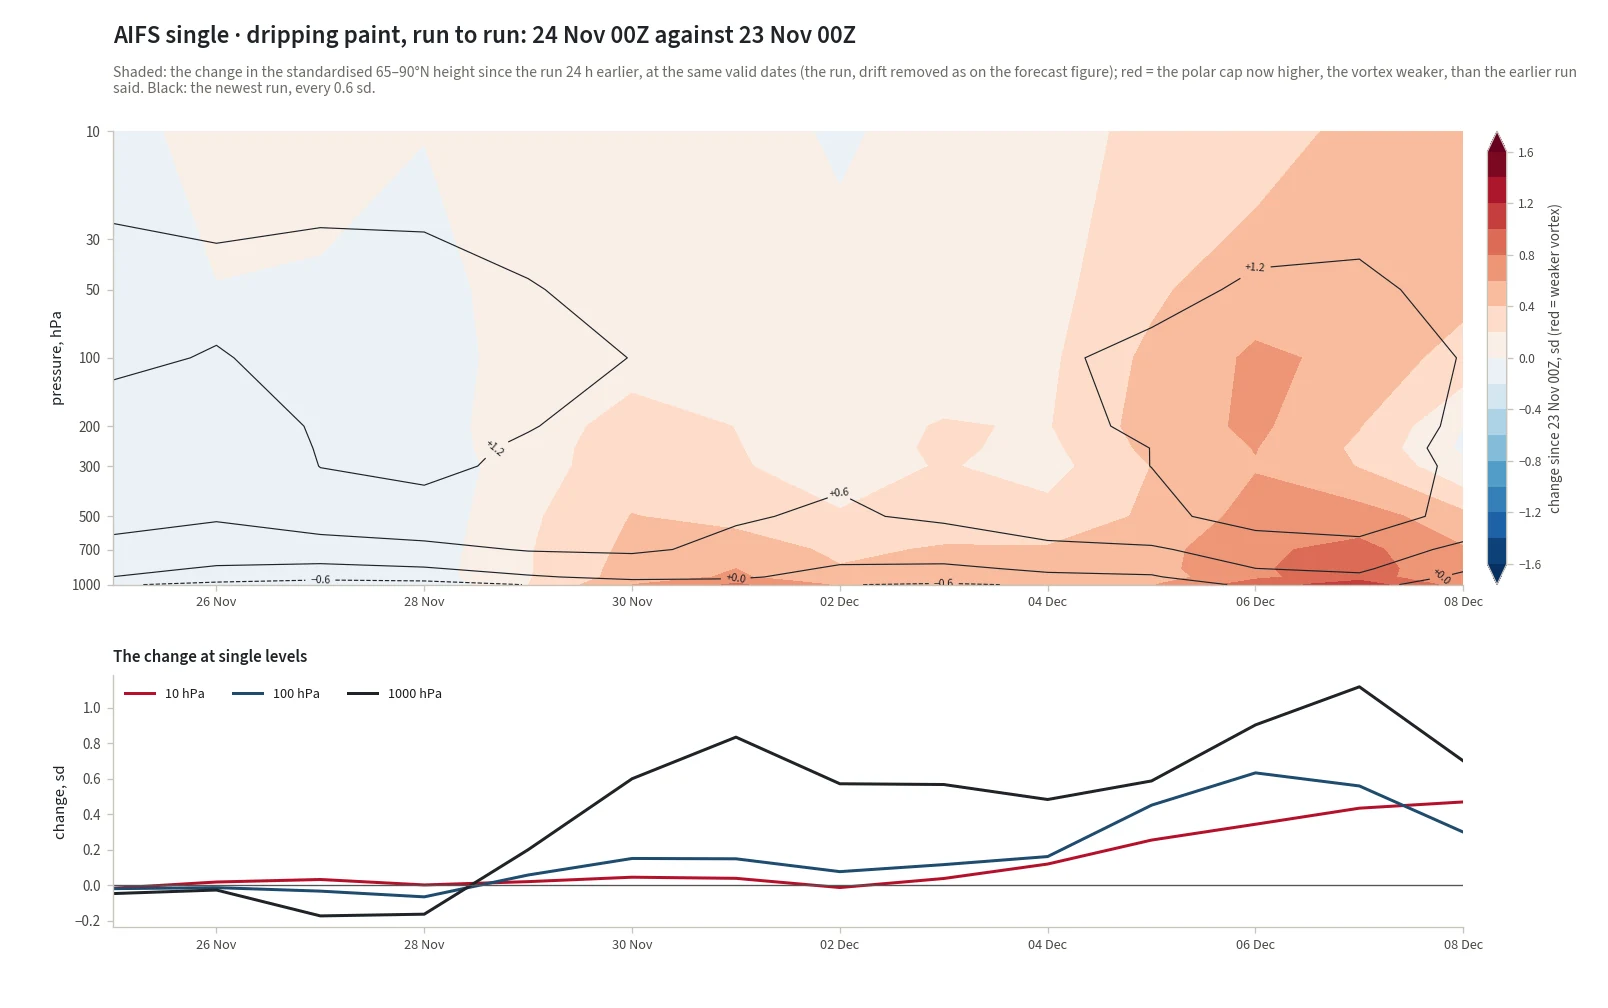 AIFS single · dripping paint, run to run: 24 Nov 00Z against 23 Nov 00Z
Shaded: the change in the standardised 65–90°N height since the run 24 h earlier, at the same valid dates (the run, drift removed as on the forecast figure); red = the polar cap now higher, the vortex weaker, than the earlier run
said. Black: the newest run, every 0.6 sd.
10
30
50
100
200
300
500
700
1000
pressure, hPa
+1.2
+1.2
+0.6
−0.6
+0.0
−0.6
+0.0
26 Nov
28 Nov
30 Nov
02 Dec
04 Dec
06 Dec
08 Dec
1.6
1.2
0.8
0.4
0.0
−0.4
−0.8
−1.2
−1.6
change since 23 Nov 00Z, sd (red = weaker vortex)
The change at single levels
10 hPa
100 hPa
1000 hPa
1.0
0.8
0.6
0.4
0.2
0.0
−0.2
change, sd
26 Nov
28 Nov
30 Nov
02 Dec
04 Dec
06 Dec
08 Dec